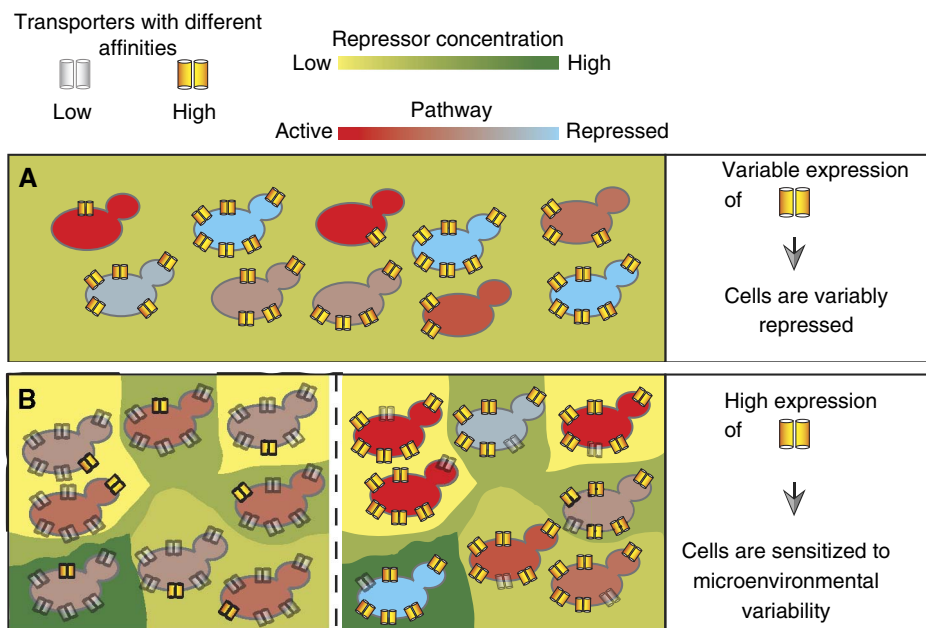 Transporters with different
affinities
Low
High
Repressor concentration
Low
High
Pathway
Active
Repressed
A
Variable expression
of
Cells are variably
repressed
B
High expression
of
Cells are sensitized to
microenvironmental
variability